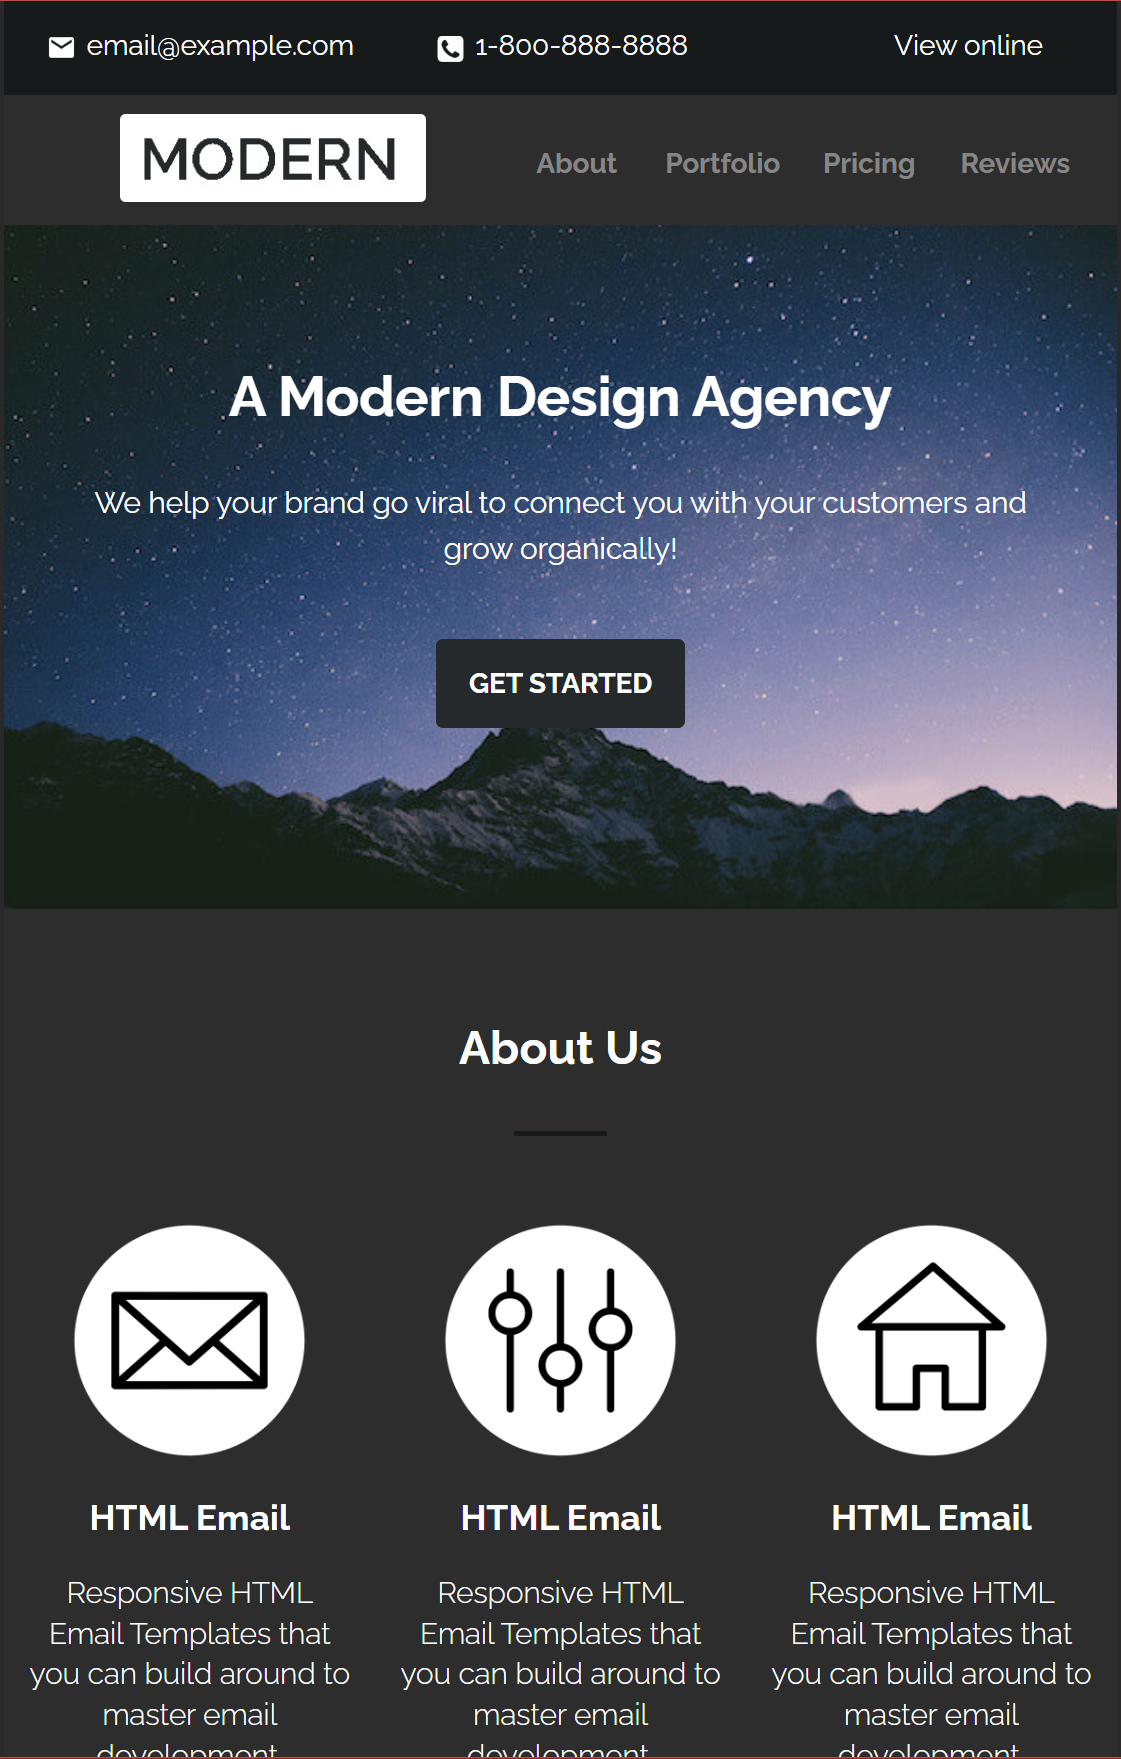 email@example.com 1-800-888-8888 View online
MODERN About Portfolio Pricing Reviews
A Modern Design Agency
We help your brand go viral to connect you with your customers and
grow organically!
GET STARTED
About Us
HTML Email HTML Email HTML Email
Responsive HTML Responsive HTML Responsive HTML
Email Templates that Email Templates that Email Templates that
you can build around to you can build around to you can build around to
master email master email master email
development development development